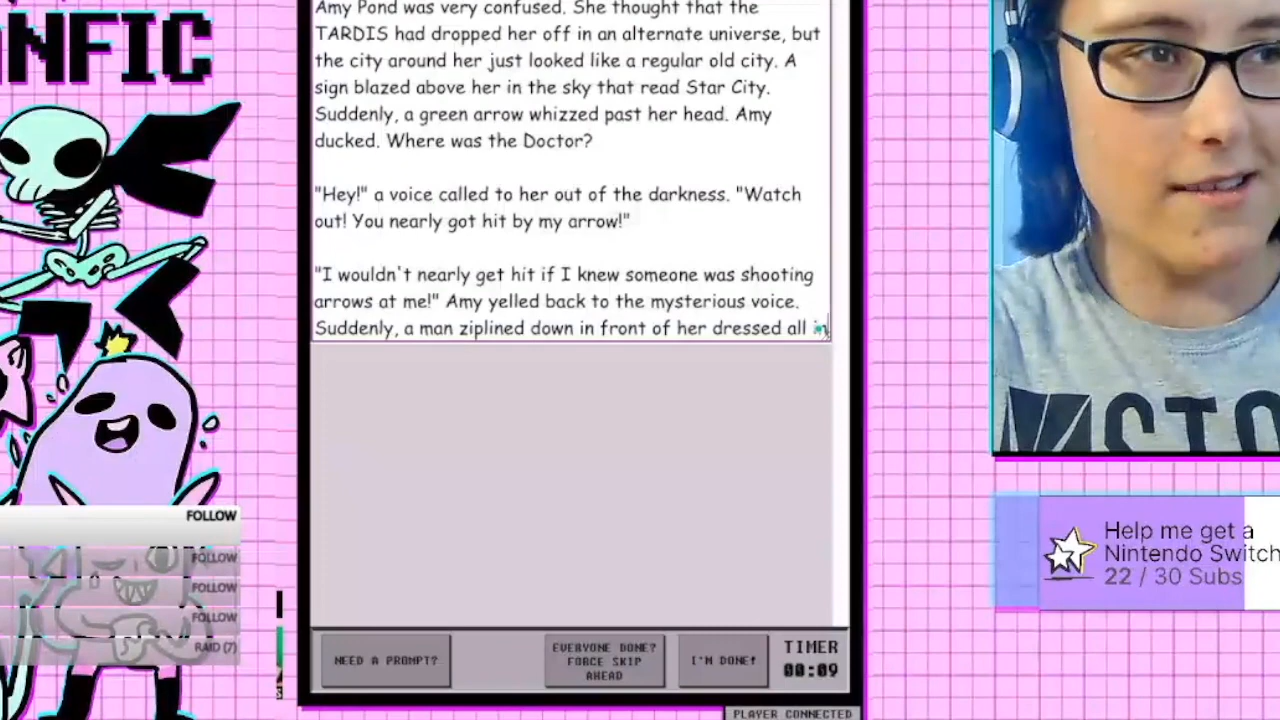 NFIC
Amy Pond was very confused. She thought that the
TARDIS had dropped her off in an alternate universe, but
the city around her just looked like a regular old city. A
sign blazed above her in the sky that read Star City.
Suddenly, a green arrow whizzed past her head. Amy
ducked. Where was the Doctor?
"Hey!" a voice called to her out of the darkness. "Watch
out! You nearly got hit by my arrow!"
"I wouldn't nearly get hit if I knew someone was shooting
arrows at me!" Amy yelled back to the mysterious voice.
Suddenly, a man ziplined down in front of her dressed all in
FOLLOW
FOLLOW
FOLLOW
FOLLOW
RAID (7)
NEED A PROMPT?
EVERYONE DONE?
FORCE SKIP
AHEAD
I'M DONE!
TIMER
00:09
PLAYER CONNECTED
STO
Help me get a
Nintendo Switch
22 / 30 Subs